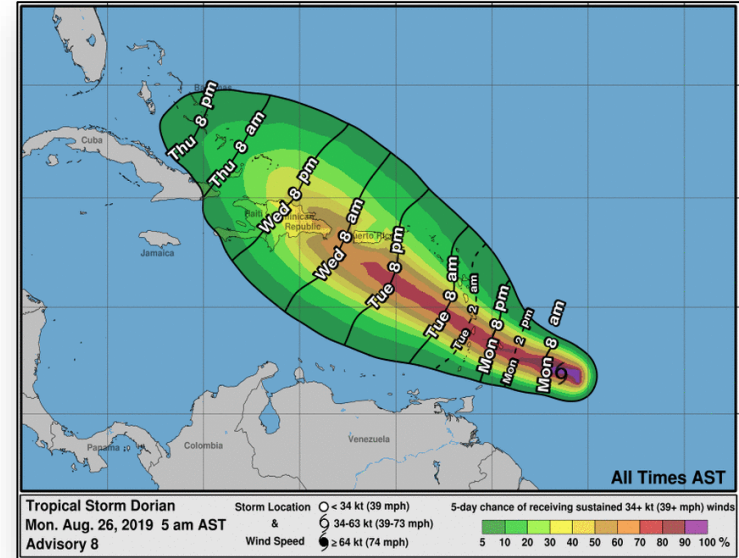 Bahamas
Thu 8 pm
Thu 8 am
Cuba
Wed 8 pm
Haiti
Dominican
Republic
Wed 8 am
Puerto Rico
Tue 8 pm
Jamaica
Tue 8 am
Tue 2 am
Mon 8 pm
Mon 2 pm
Mon 8 am
Panama
Colombia
Venezuela
All Times AST
Tropical Storm Dorian
Mon. Aug. 26, 2019 5 am AST
Advisory 8
Storm Location
&
Wind Speed
< 34 kt (39 mph)
34-63 kt (39-73 mph)
≥ 64 kt (74 mph)
5-day chance of receiving sustained 34+ kt (39+ mph) winds
5 10 20 30 40 50 60 70 80 90 100 %